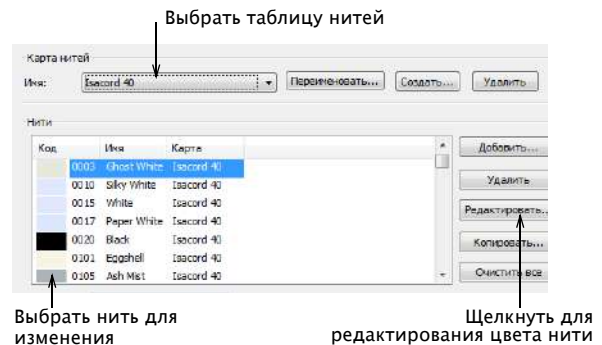 Выбрать таблицу нитей
Карта нитей
Имя: Isacord 40 Переименовать... Создать... Удалить
Нити
Код Имя Карта Добавить...
0003 Ghost White Isacord 40
0010 Silky White Isacord 40 Удалить
0015 White Isacord 40
0017 Paper White Isacord 40 Редактировать...
0020 Black Isacord 40 Копировать...
0101 Eggshell Isacord 40
0105 Ash Mist Isacord 40 Очистить все
Выбрать нить для Щелкнуть для
изменения редактирования цвета нити